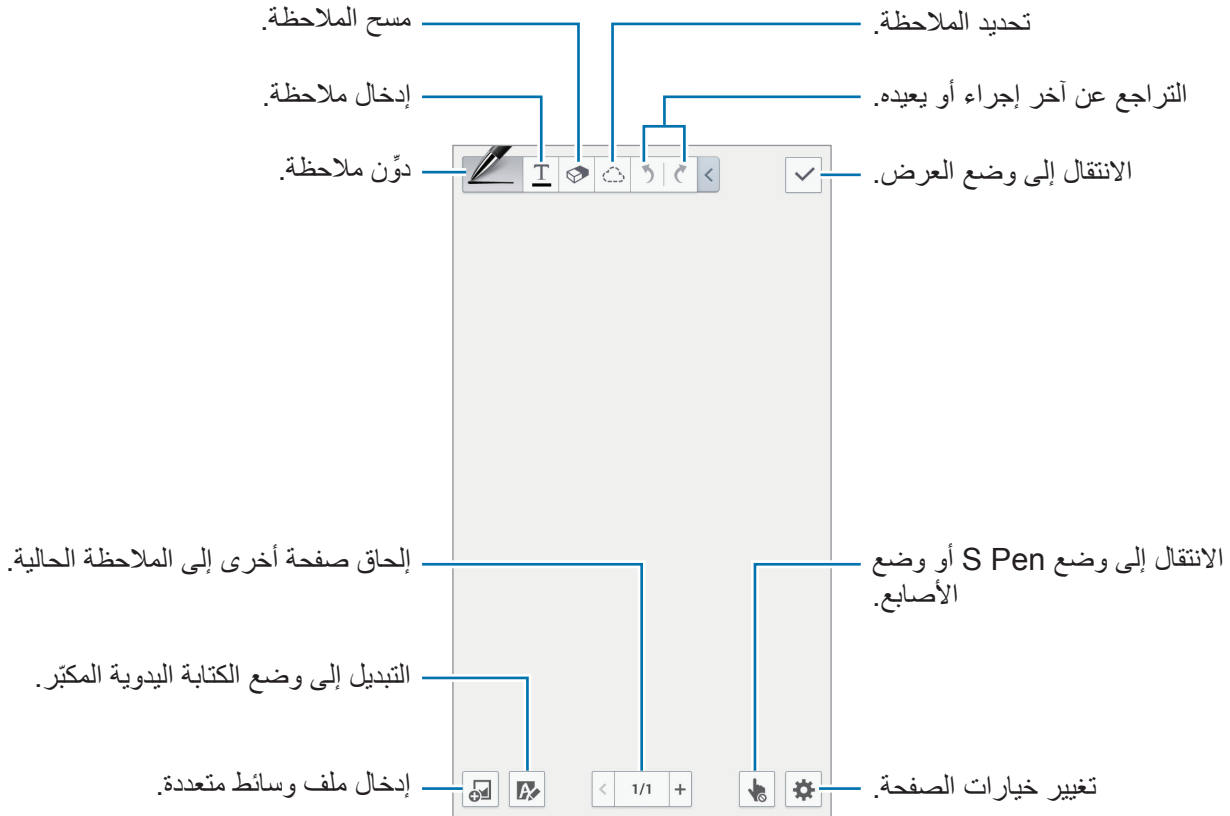 تحديد الملاحظة.
مسح الملاحظة.
التراجع عن آخر إجراء أو يعيده.
إدخال ملاحظة.
الانتقال إلى وضع العرض.
دوِّن ملاحظة.
T
الانتقال إلى وضع S Pen أو وضع
الأصابع.
إلحاق صفحة أخرى إلى الملاحظة الحالية.
التبديل إلى وضع الكتابة اليدوية المكبّر.
تغيير خيارات الصفحة.
1/1
A
إدخال ملف وسائط متعددة.